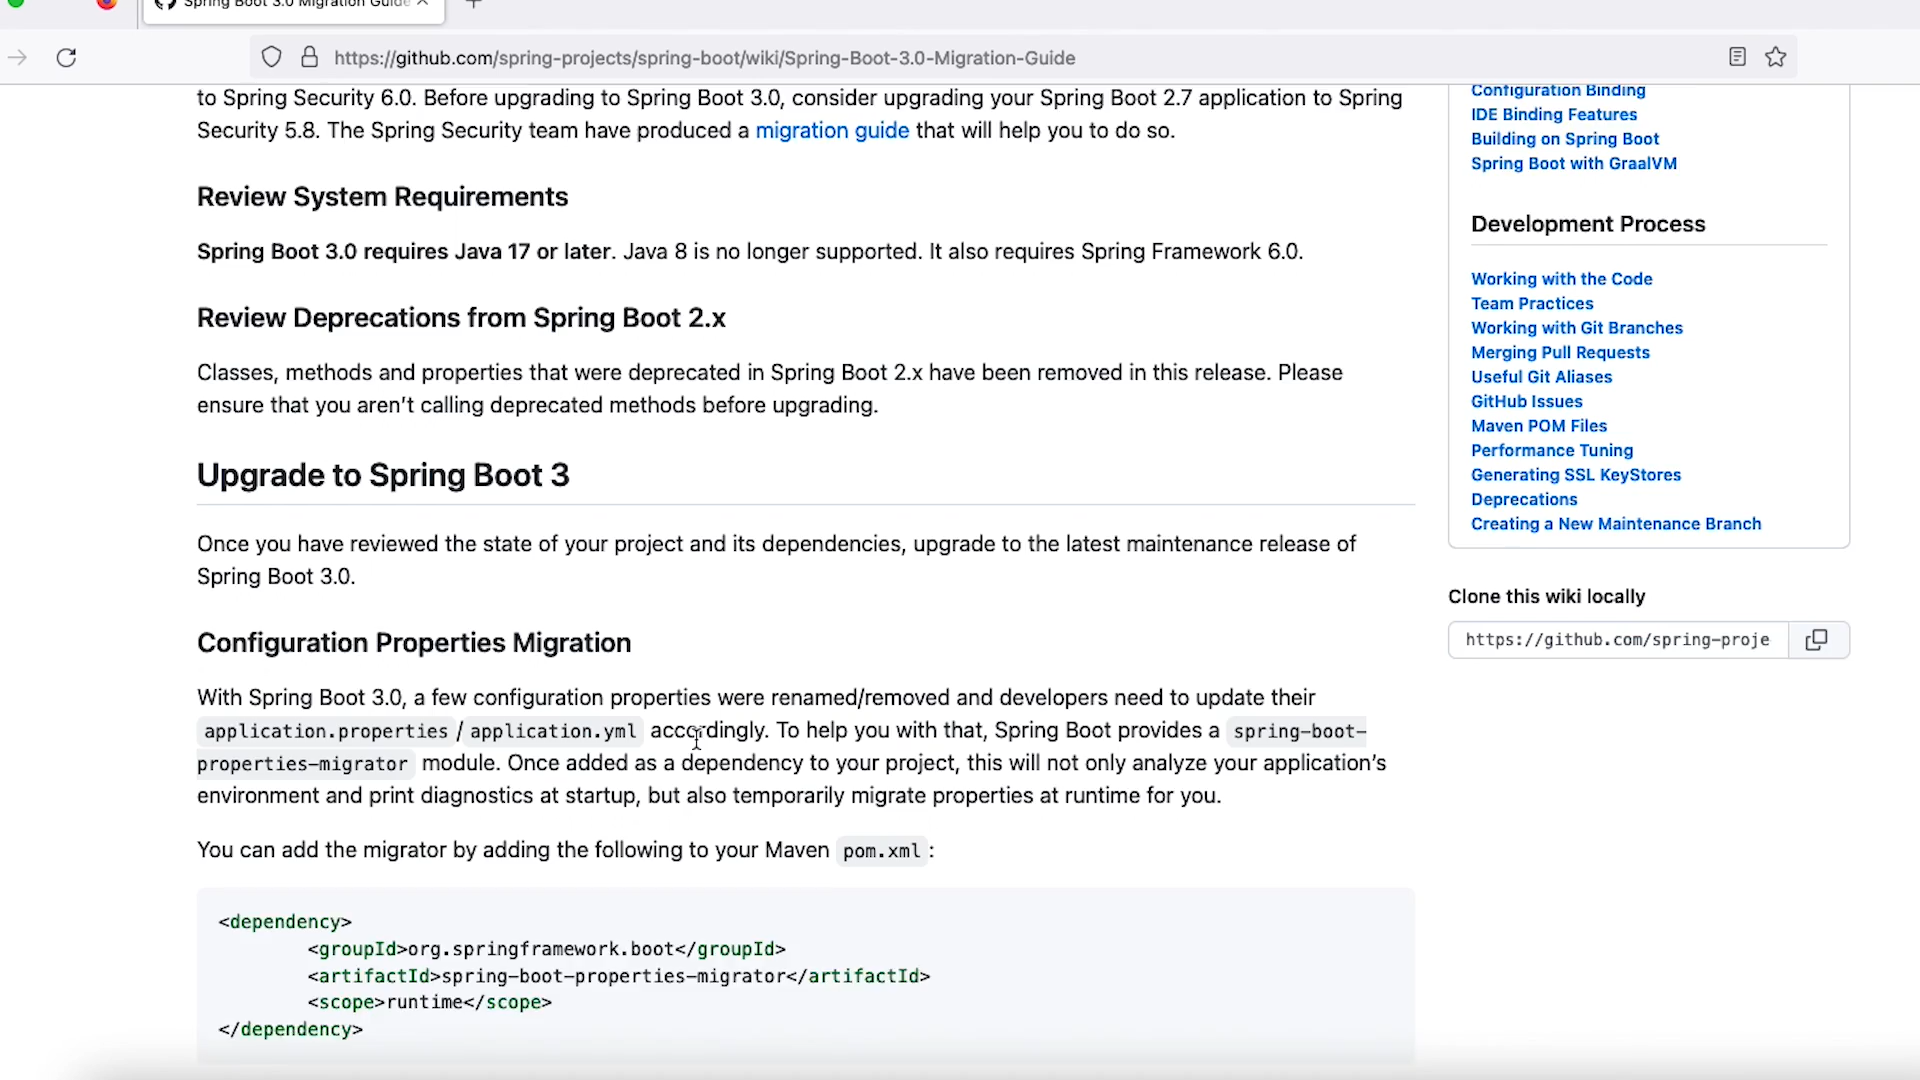 Spring Boot 3.0 Migration Guide
https://github.com/spring-projects/spring-boot/wiki/Spring-Boot-3.0-Migration-Guide
to Spring Security 6.0. Before upgrading to Spring Boot 3.0, consider upgrading your Spring Boot 2.7 application to Spring
Security 5.8. The Spring Security team have produced a migration guide that will help you to do so.
Review System Requirements
Spring Boot 3.0 requires Java 17 or later. Java 8 is no longer supported. It also requires Spring Framework 6.0.
Review Deprecations from Spring Boot 2.x
Classes, methods and properties that were deprecated in Spring Boot 2.x have been removed in this release. Please
ensure that you aren’t calling deprecated methods before upgrading.
Upgrade to Spring Boot 3
Once you have reviewed the state of your project and its dependencies, upgrade to the latest maintenance release of
Spring Boot 3.0.
Configuration Properties Migration
With Spring Boot 3.0, a few configuration properties were renamed/removed and developers need to update their
application.properties / application.yml accordingly. To help you with that, Spring Boot provides a spring-boot-
properties-migrator module. Once added as a dependency to your project, this will not only analyze your application’s
environment and print diagnostics at startup, but also temporarily migrate properties at runtime for you.
You can add the migrator by adding the following to your Maven pom.xml :
<dependency>
<groupId>org.springframework.boot</groupId>
<artifactId>spring-boot-properties-migrator</artifactId>
<scope>runtime</scope>
</dependency>
Configuration Binding
IDE Binding Features
Building on Spring Boot
Spring Boot with GraalVM
Development Process
Working with the Code
Team Practices
Working with Git Branches
Merging Pull Requests
Useful Git Aliases
GitHub Issues
Maven POM Files
Performance Tuning
Generating SSL KeyStores
Deprecations
Creating a New Maintenance Branch
Clone this wiki locally
https://github.com/spring-proje